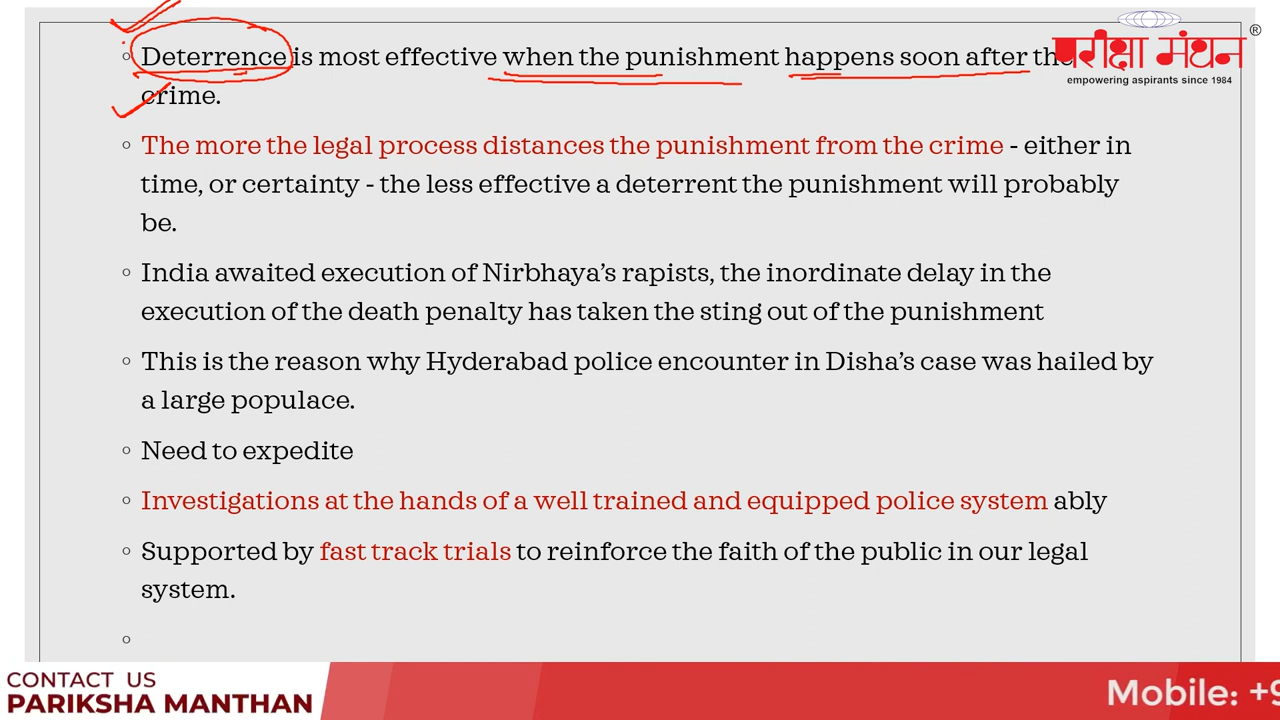 Deterrence is most effective when the punishment happens soon after the
crime.
The more the legal process distances the punishment from the crime - either in
time, or certainty - the less effective a deterrent the punishment will probably
be.
India awaited execution of Nirbhaya’s rapists, the inordinate delay in the
execution of the death penalty has taken the sting out of the punishment
This is the reason why Hyderabad police encounter in Disha’s case was hailed by
a large populace.
Need to expedite
Investigations at the hands of a well trained and equipped police system ably
Supported by fast track trials to reinforce the faith of the public in our legal
system.
परीक्षा मंथन ®
empowering aspirants since 1984
CONTACT US
PARIKSHA MANTHAN
Mobile: +9